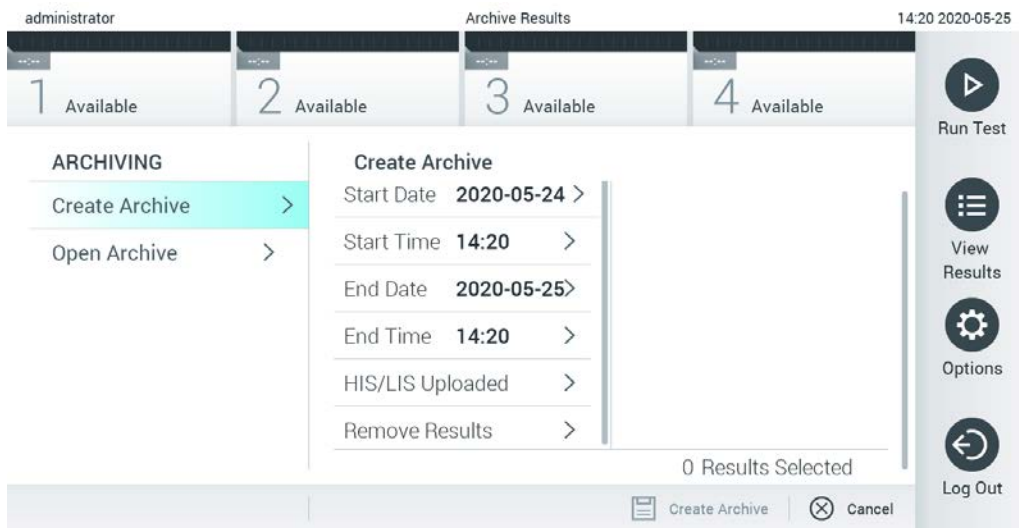 administrator Archive Results 14:20 2020-05-25
--:-- --:-- --:-- --:--
1 Available 2 Available 3 Available 4 Available
Run Test
ARCHIVING
Create Archive
Open Archive
Create Archive
Start Date 2020-05-24
Start Time 14:20
End Date 2020-05-25
End Time 14:20
HIS/LIS Uploaded
Remove Results
0 Results Selected
Create Archive Cancel
View
Results
Options
Log Out